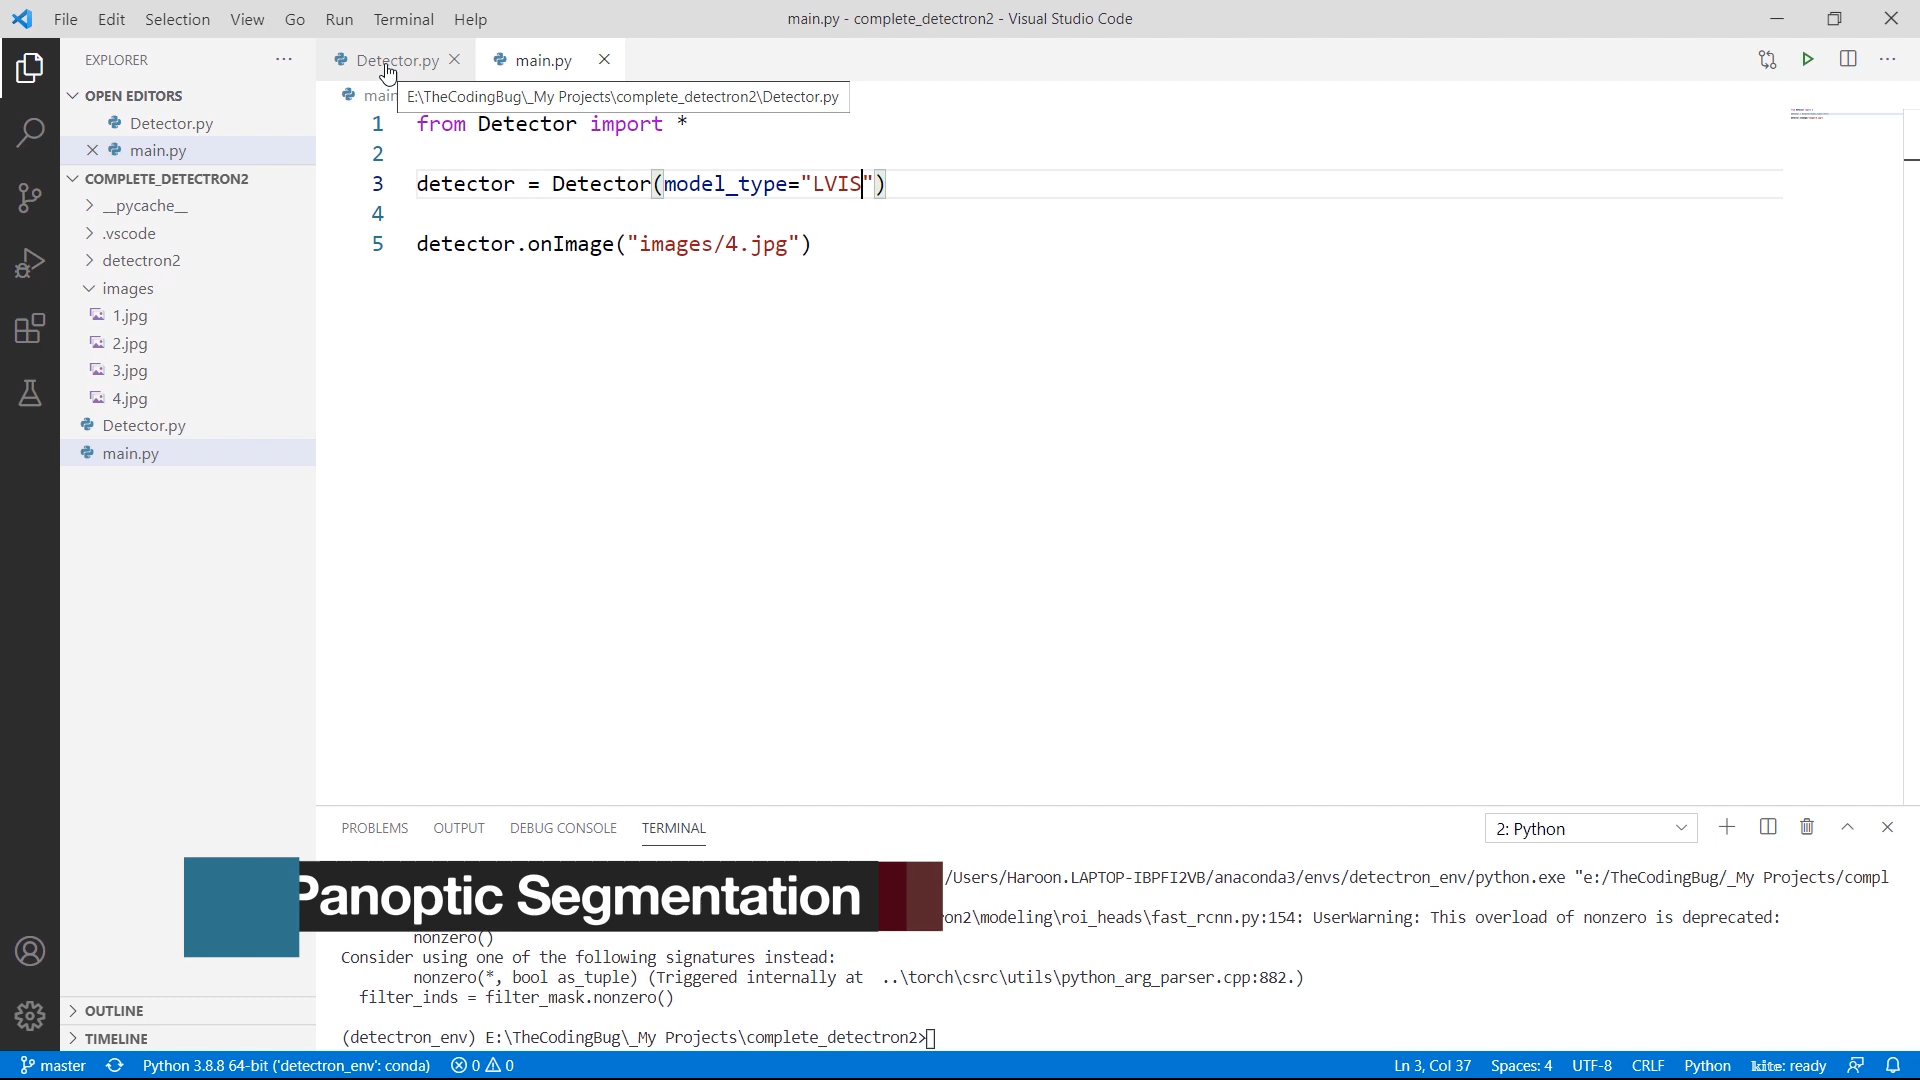 File Edit Selection View Go Run Terminal Help
main.py - complete_detectron2 - Visual Studio Code
EXPLORER
OPEN EDITORS
Detector.py
main.py
COMPLETE_DETECTRON2
__pycache__
.vscode
detectron2
images
1.jpg
2.jpg
3.jpg
4.jpg
Detector.py
main.py
OUTLINE
TIMELINE
Detector.py
main.py
E:\TheCodingBug\_My Projects\complete_detectron2\Detector.py
1 from Detector import *
2
3 detector = Detector(model_type="LVIS")
4
5 detector.onImage("images/4.jpg")
PROBLEMS OUTPUT DEBUG CONSOLE TERMINAL
2: Python
/Users/Haroon.LAPTOP-IBPFI2VB/anaconda3/envs/detectron_env/python.exe "e:/TheCodingBug/_My Projects/compl
Panoptic Segmentation
on2\modeling\roi_heads\fast_rcnn.py:154: UserWarning: This overload of nonzero is deprecated:
nonzero()
Consider using one of the following signatures instead:
nonzero(*, bool as_tuple) (Triggered internally at ..\torch\csrc\utils\python_arg_parser.cpp:882.)
filter_inds = filter_mask.nonzero()
(detectron_env) E:\TheCodingBug\_My Projects\complete_detectron2>
master Python 3.8.8 64-bit ('detectron_env': conda) 0 0 Ln 3, Col 37 Spaces: 4 UTF-8 CRLF Python kite: ready